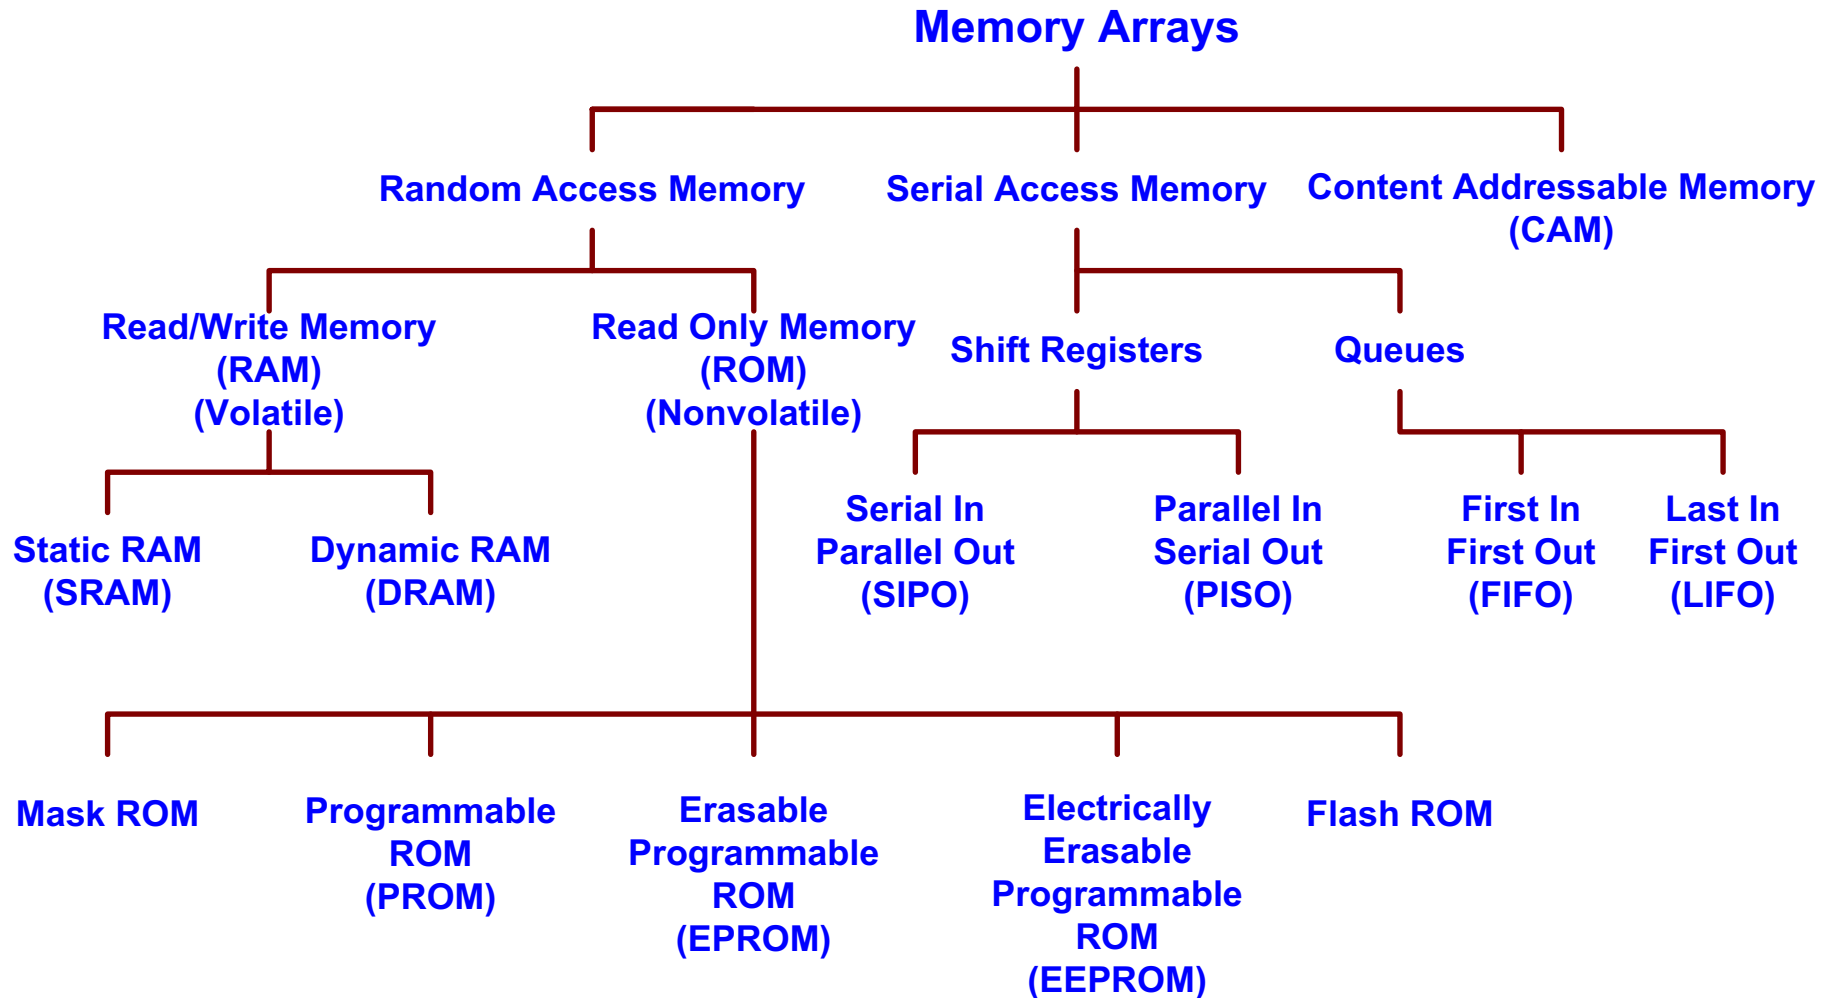 Memory Arrays
Random Access Memory
Serial Access Memory
Content Addressable Memory
(CAM)
Read/Write Memory
(RAM)
(Volatile)
Read Only Memory
(ROM)
(Nonvolatile)
Shift Registers
Queues
Static RAM
(SRAM)
Dynamic RAM
(DRAM)
Serial In
Parallel Out
(SIPO)
Parallel In
Serial Out
(PISO)
First In
First Out
(FIFO)
Last In
First Out
(LIFO)
Mask ROM
Programmable
ROM
(PROM)
Erasable
Programmable
ROM
(EPROM)
Electrically
Erasable
Programmable
ROM
(EEPROM)
Flash ROM